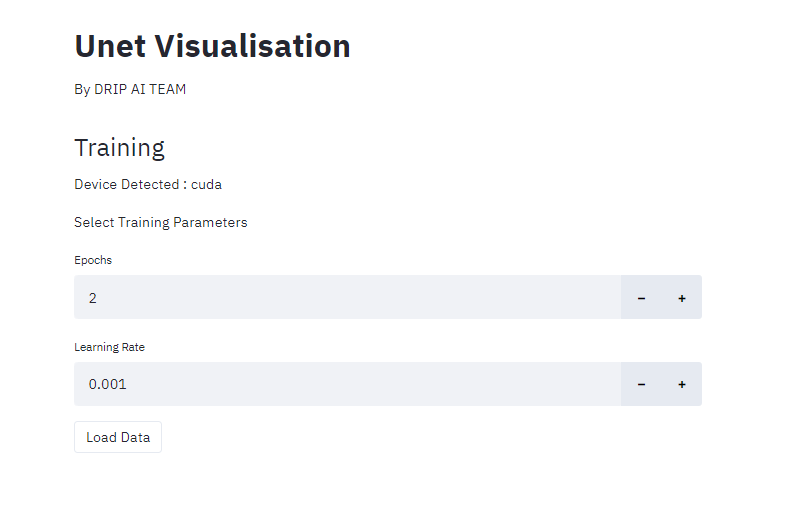 Unet Visualisation
By DRIP AI TEAM
Training
Device Detected : cuda
Select Training Parameters
Epochs
2
− +
Learning Rate
0.001
− +
Load Data